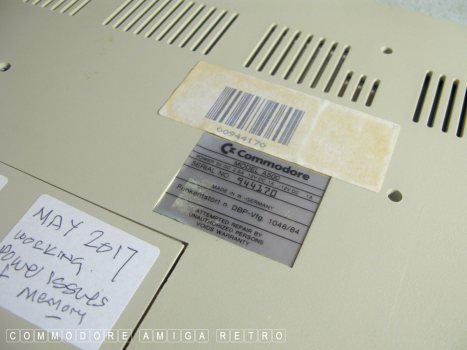 00944170
Commodore
MODEL A500
SERIAL NO. 944170
MADE IN W-GERMANY
Funkentstört n. DBP-Vfg. 1046/84
ATTEMPTED REPAIR BY
UNAUTHORIZED PERSONS
VOIDS WARRANTY
MAY 2017
WORKING.
POWER ISSUES
MEMORY
COMMODORE AMIGA RETRO